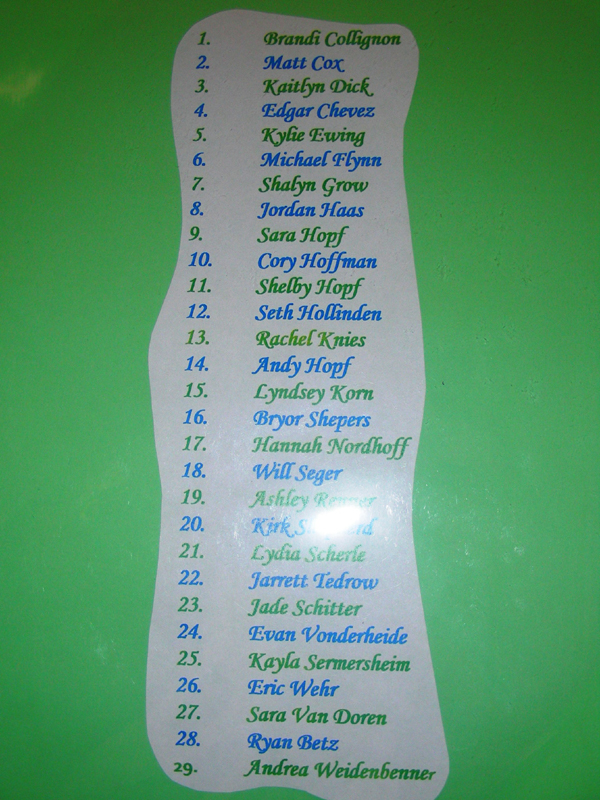 1. Brandi Collignon
2. Matt Cox
3. Kaitlyn Dick
4. Edgar Chevez
5. Kylie Ewing
6. Michael Flynn
7. Shalyn Grow
8. Jordan Haas
9. Sara Hopf
10. Cory Hoffman
11. Shelby Hopf
12. Seth Hollinden
13. Rachel Knies
14. Andy Hopf
15. Lyndsey Korn
16. Bryor Shepers
17. Hannah Nordhoff
18. Will Seger
19. Ashley
20. Kirk
21. Lydia Scherle
22. Jarrett Tedrow
23. Jade Schitter
24. Evan Vonderheide
25. Kayla Sermersheim
26. Eric Wehr
27. Sara Van Doren
28. Ryan Betz
29. Andrea Weidenbenner